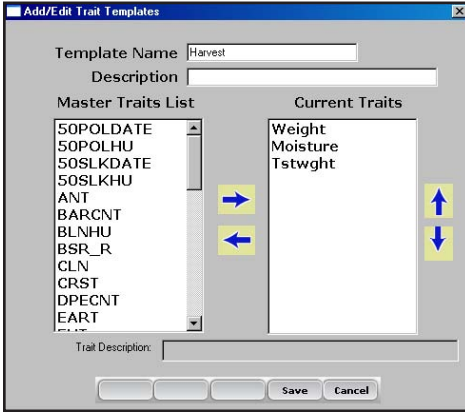 Add/Edit Trait Templates
Template Name Harvest
Description
Master Traits List
50POLDATE
50POLHU
50SLKDATE
50SLKHU
ANT
BARCNT
BLNHU
BSR_R
CLN
CRST
DPECNT
EART
Current Traits
Weight
Moisture
Tstwght
Trait Description:
Save Cancel